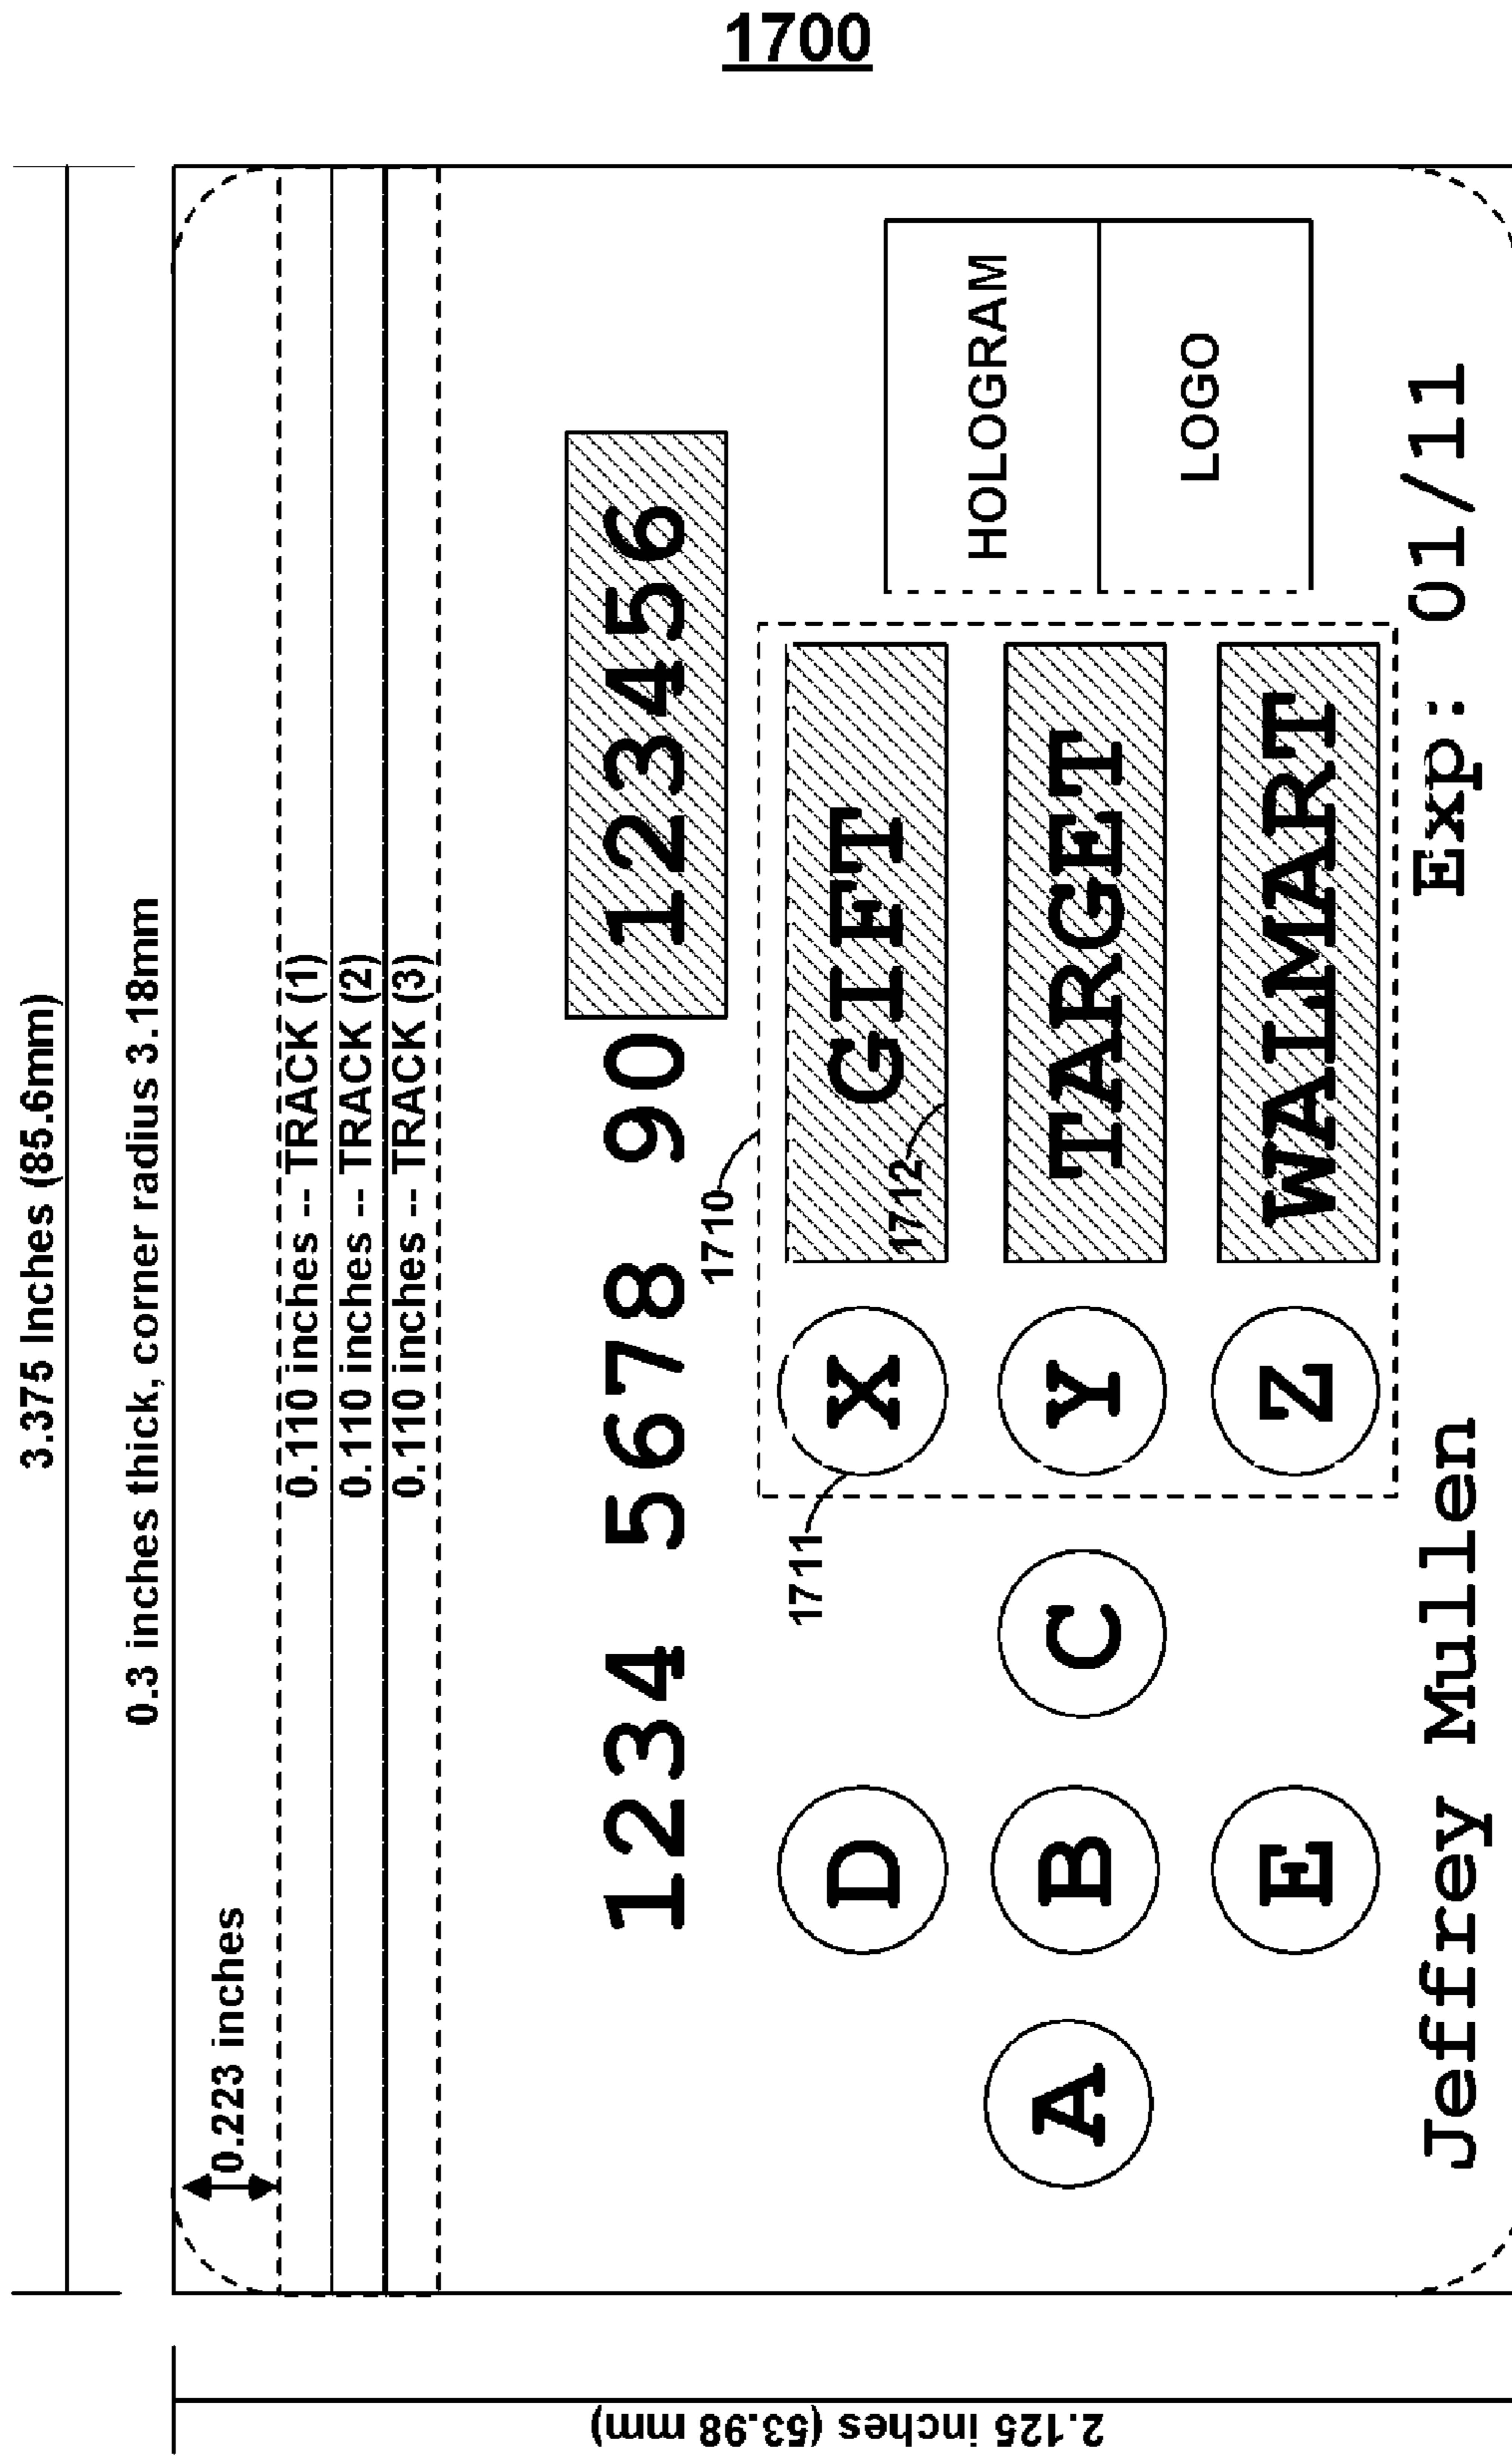 1700
3.375 Inches (85.6mm)
0.3 inches thick, corner radius 3.18mm
0.223 inches
0.110 inches -- TRACK (1)
0.110 inches -- TRACK (2)
0.110 inches -- TRACK (3)
2.125 inches (53.98 mm)
1234 5678 90 123456
1710
1711
D
X
GIFT
1712
A
B
C
Y
TARGET
E
Z
WALMART
HOLOGRAM
LOGO
Jeffrey Mullen
Exp: 01/11